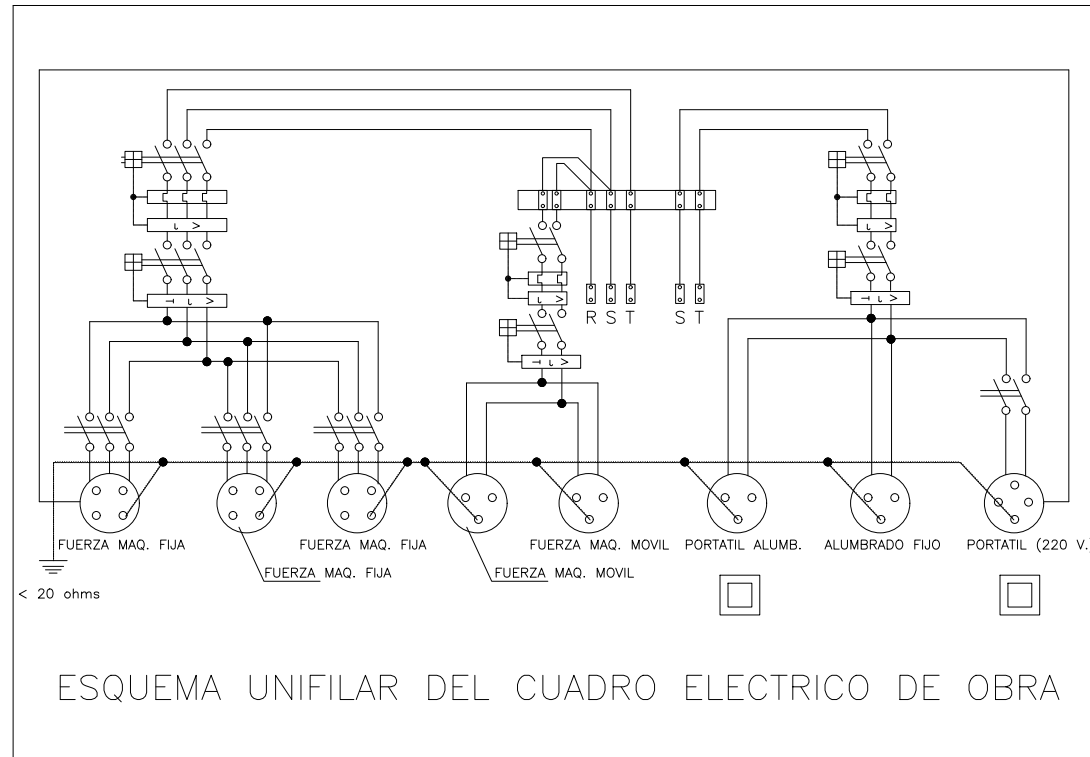 R S T S T
FUERZA MAQ. FIJA FUERZA MAQ. FIJA FUERZA MAQ. MOVIL PORTATIL ALUMB. ALUMBRADO FIJO PORTATIL (220 V.)
FUERZA MAQ. FIJA FUERZA MAQ. MOVIL
< 20 ohms
ESQUEMA UNIFILAR DEL CUADRO ELECTRICO DE OBRA